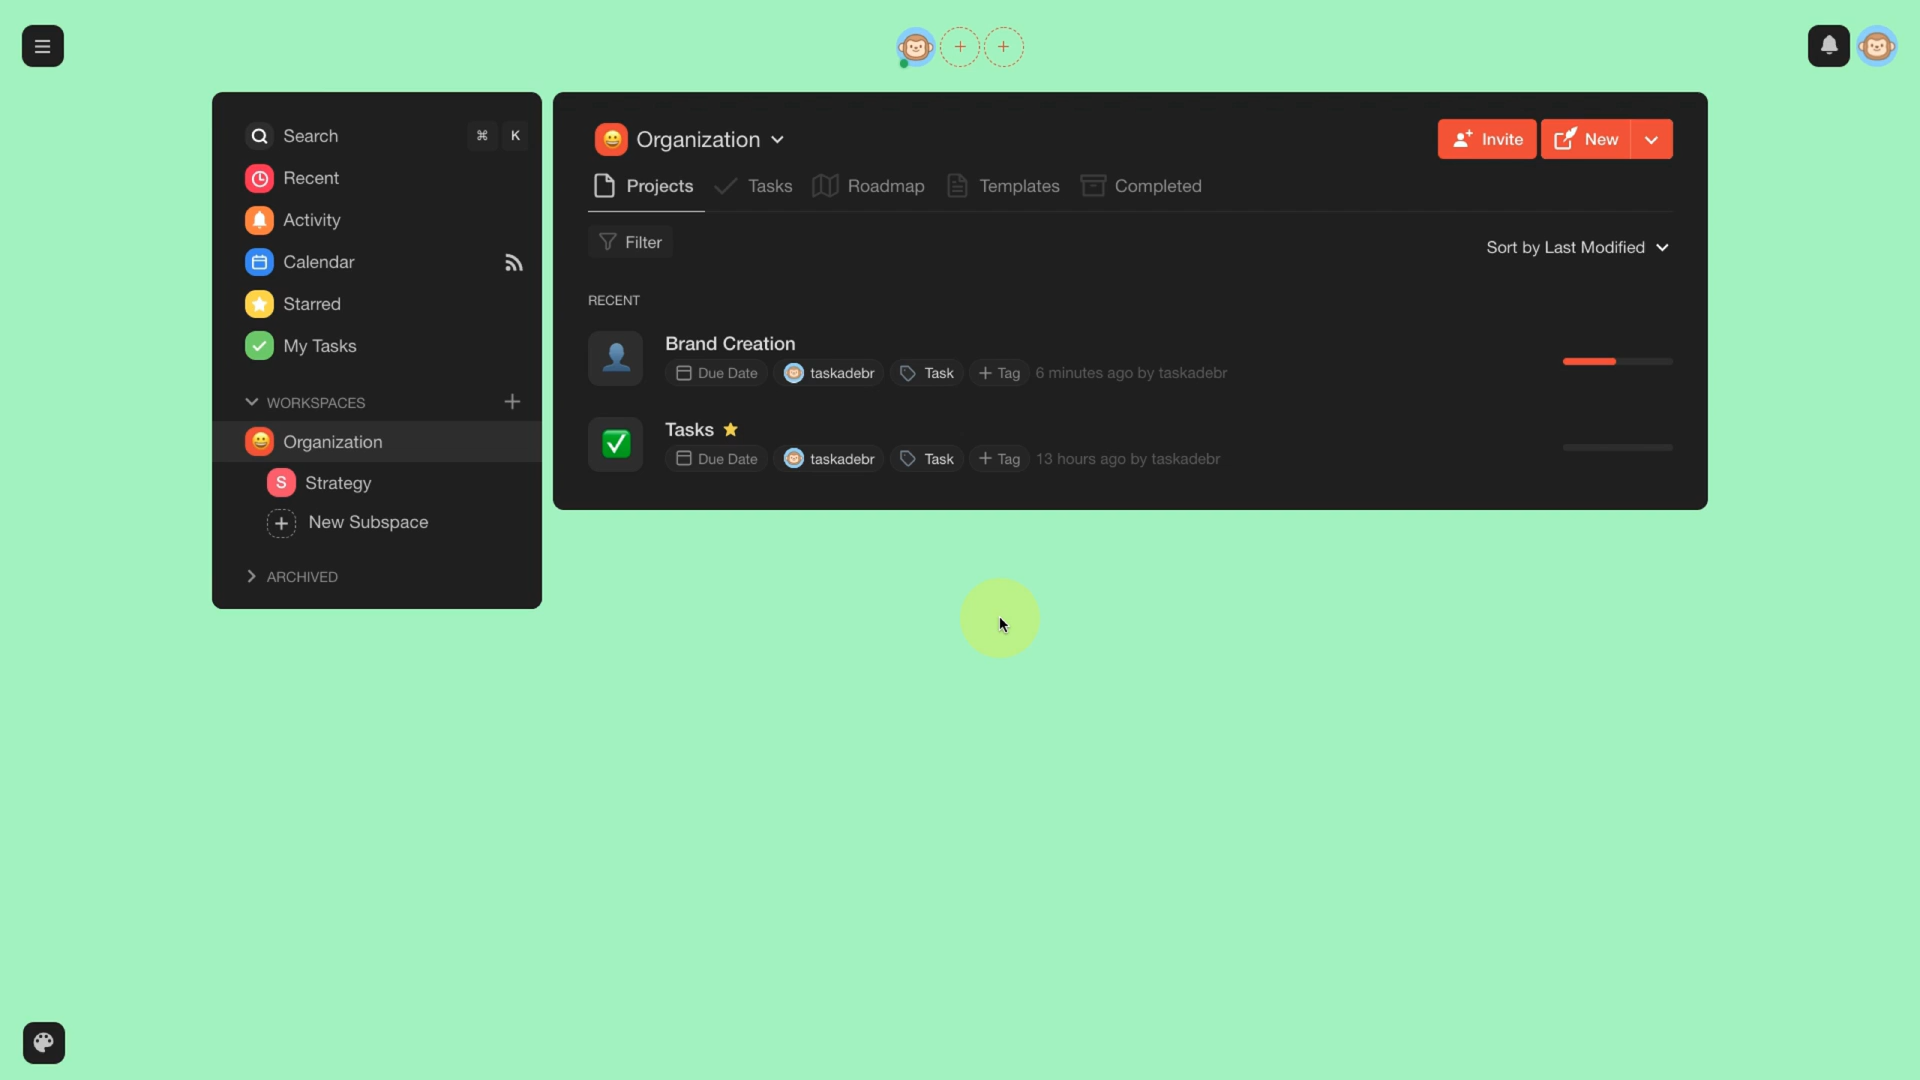 Search ⌘ K
Recent
Activity
Calendar
Starred
My Tasks
WORKSPACES
Organization
S Strategy
New Subspace
ARCHIVED
Organization
Invite
New
Projects
Tasks
Roadmap
Templates
Completed
Filter
Sort by Last Modified
RECENT
Brand Creation
Due Date taskadebr Task + Tag 6 minutes ago by taskadebr
Tasks
Due Date taskadebr Task + Tag 13 hours ago by taskadebr